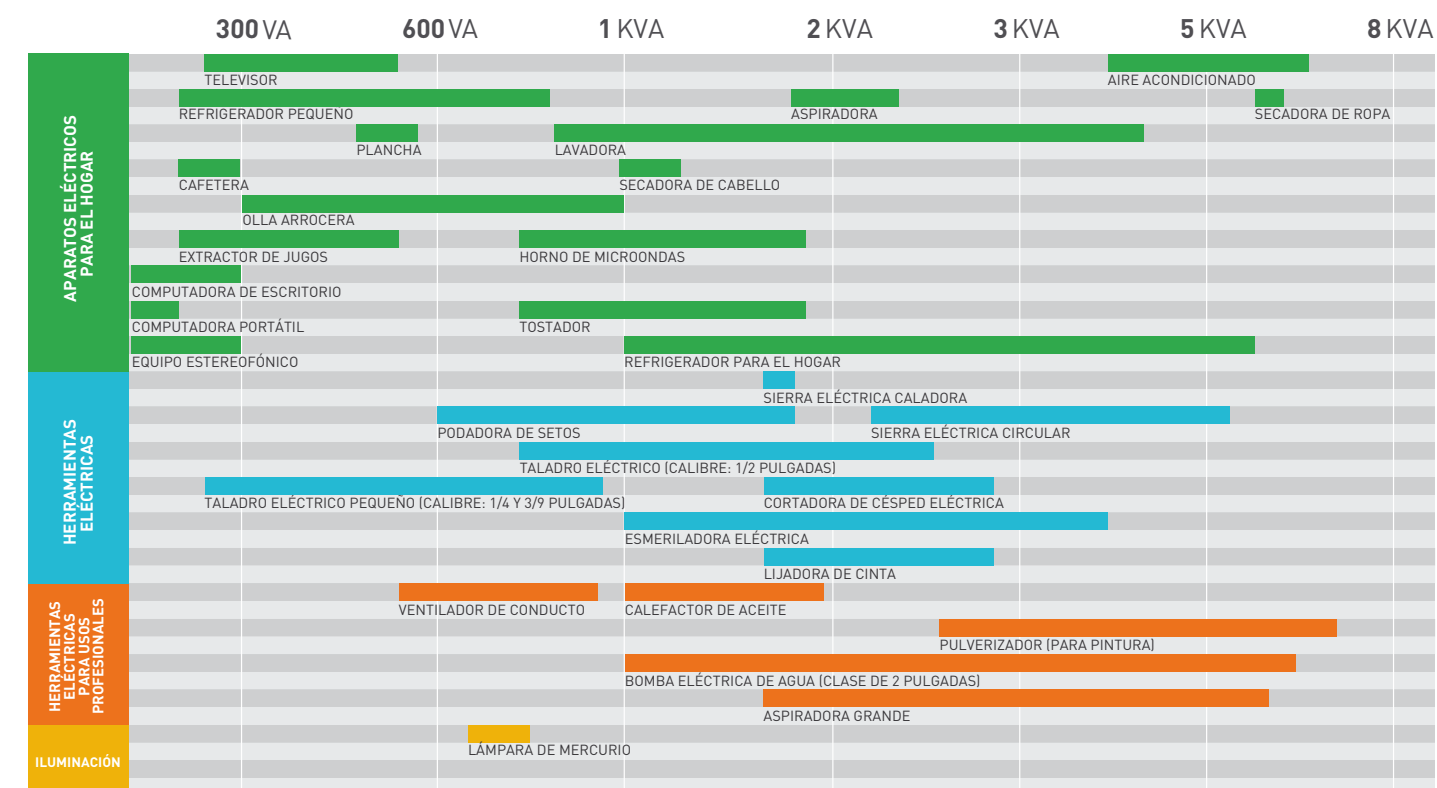 300 VA 600 VA 1 KVA 2 KVA 3 KVA 5 KVA 8 KVA
APARATOS ELÉCTRICOS
PARA EL HOGAR
TELEVISOR AIRE ACONDICIONADO
REFRIGERADOR PEQUEÑO ASPIRADORA SECADORA DE ROPA
PLANCHA LAVADORA
CAFETERA SECADORA DE CABELLO
OLLA ARROCERA
EXTRACTOR DE JUGOS HORNO DE MICROONDAS
COMPUTADORA DE ESCRITORIO
COMPUTADORA PORTÁTIL TOSTADOR
EQUIPO ESTEREOFÓNICO REFRIGERADOR PARA EL HOGAR
HERRAMIENTAS
ELÉCTRICAS
SIERRA ELÉCTRICA CALADORA
PODADORA DE SETOS SIERRA ELÉCTRICA CIRCULAR
TALADRO ELÉCTRICO (CALIBRE: 1/2 PULGADAS)
TALADRO ELÉCTRICO PEQUEÑO (CALIBRE: 1/4 Y 3/9 PULGADAS) CORTADORA DE CÉSPED ELÉCTRICA
ESMERILADORA ELÉCTRICA
LIJADORA DE CINTA
HERRAMIENTAS
ELECTRICAS
PARA USOS
PROFESIONALES
VENTILADOR DE CONDUCTO CALEFACTOR DE ACEITE
PULVERIZADOR (PARA PINTURA)
BOMBA ELÉCTRICA DE AGUA (CLASE DE 2 PULGADAS)
ASPIRADORA GRANDE
ILUMINACIÓN
LÁMPARA DE MERCURIO